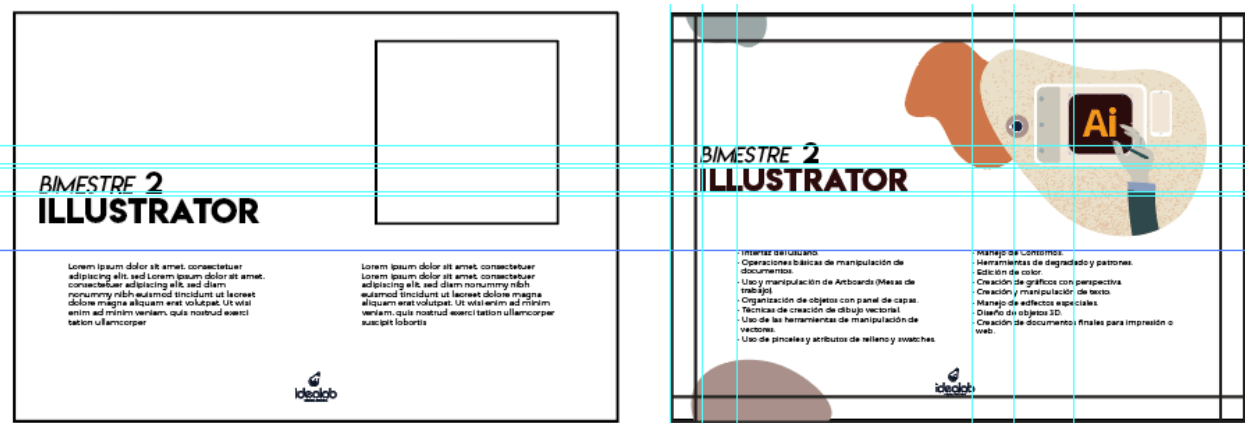 BIMESTRE 2
ILLUSTRATOR
Lorem ipsum dolor sit amet, consectetuer
adipiscing elit, sed Lorem ipsum dolor sit amet,
consectetuer adipiscing elit, sed diam
nonummy nibh euismod tincidunt ut laoreet
dolore magna aliquam erat volutpat. Ut wisi
enim ad minim veniam, quis nostrud exerci
tation ullamcorper
Lorem ipsum dolor sit amet, consectetuer
Lorem ipsum dolor sit amet, consectetuer
adipiscing elit, sed diam nonummy nibh
euismod tincidunt ut laoreet dolore magna
aliquam erat volutpat. Ut wisi enim ad minim
veniam, quis nostrud exerci tation ullamcorper
suscipit lobortis
idealab
Ai
BIMESTRE 2
ILLUSTRATOR
- Interfaz del usuario.
- Operaciones básicas de manipulación de
documentos.
- Uso y manipulación de Artboards (Mesas de
trabajo).
- Organización de objetos con panel de capas.
- Técnicas de creación de dibujo vectorial.
- Uso de las herramientas de manipulación de
vectores.
- Uso de pinceles y atributos de relleno y swatches.
- Manejo de Contornos.
- Herramientas de degradado y patrones.
- Edición de color.
- Creación de gráficos con perspectiva.
- Creación y manipulación de texto.
- Manejo de edfectos especiales.
- Diseño de objetos 3D.
- Creación de documentos finales para impresión o
web.
idealab